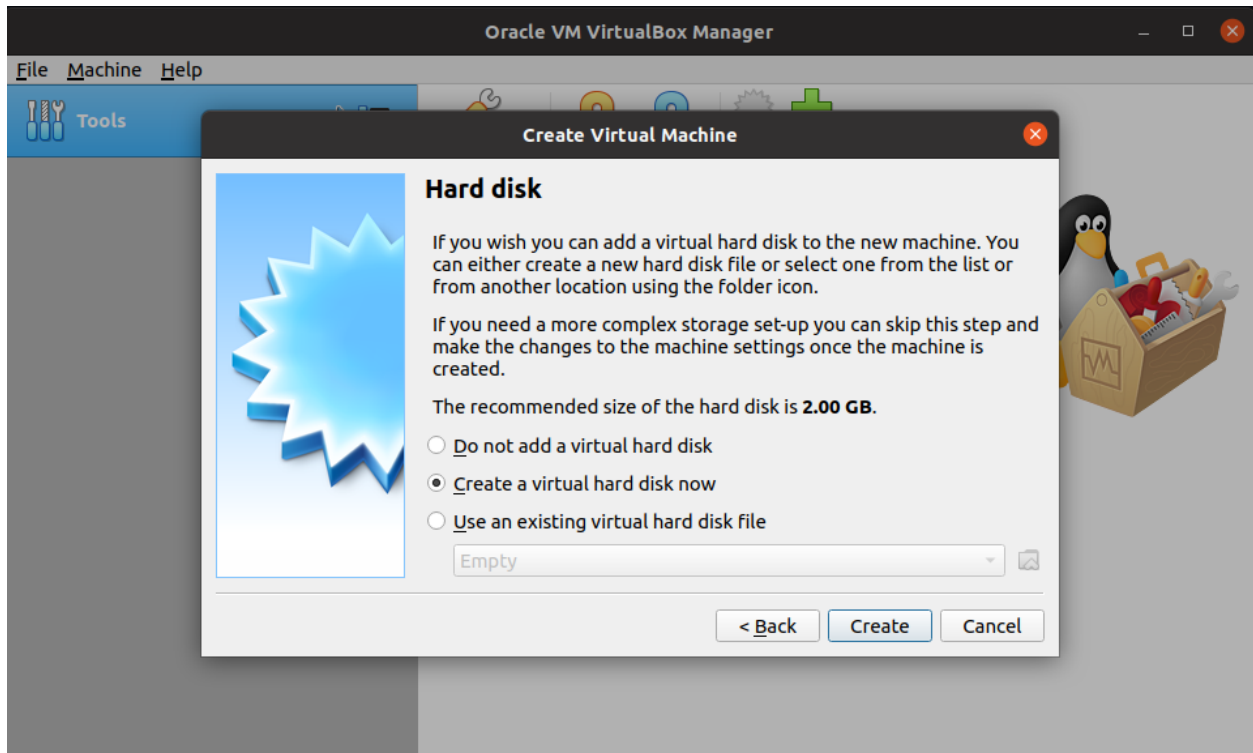 Oracle VM VirtualBox Manager
File Machine Help
Tools
Create Virtual Machine
Hard disk
If you wish you can add a virtual hard disk to the new machine. You
can either create a new hard disk file or select one from the list or
from another location using the folder icon.
If you need a more complex storage set-up you can skip this step and
make the changes to the machine settings once the machine is
created.
The recommended size of the hard disk is 2.00 GB.
Do not add a virtual hard disk
Create a virtual hard disk now
Use an existing virtual hard disk file
Empty
< Back Create Cancel